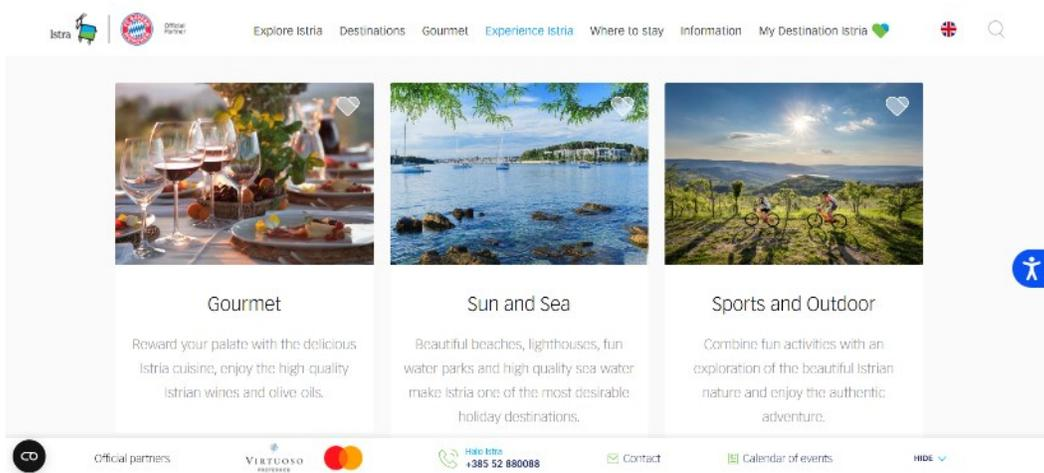 Istra
FC BAYERN MÜNCHEN
Official
Partner
Explore Istria Destinations Gourmet Experience Istria Where to stay Information My Destination Istria
Gourmet
Reward your palate with the delicious
Istria cuisine, enjoy the high quality
Istrian wines and olive oils.
Sun and Sea
Beautiful beaches, lighthouses, fun
water parks and high quality sea water
make Istria one of the most desirable
holiday destinations.
Sports and Outdoor
Combine fun activities with an
exploration of the beautiful Istrian
nature and enjoy the authentic
adventure.
Official partners
VIRTUOSO
PREFERRED
Halo Istra
+385 52 880088
Contact
Calendar of events
HIDE